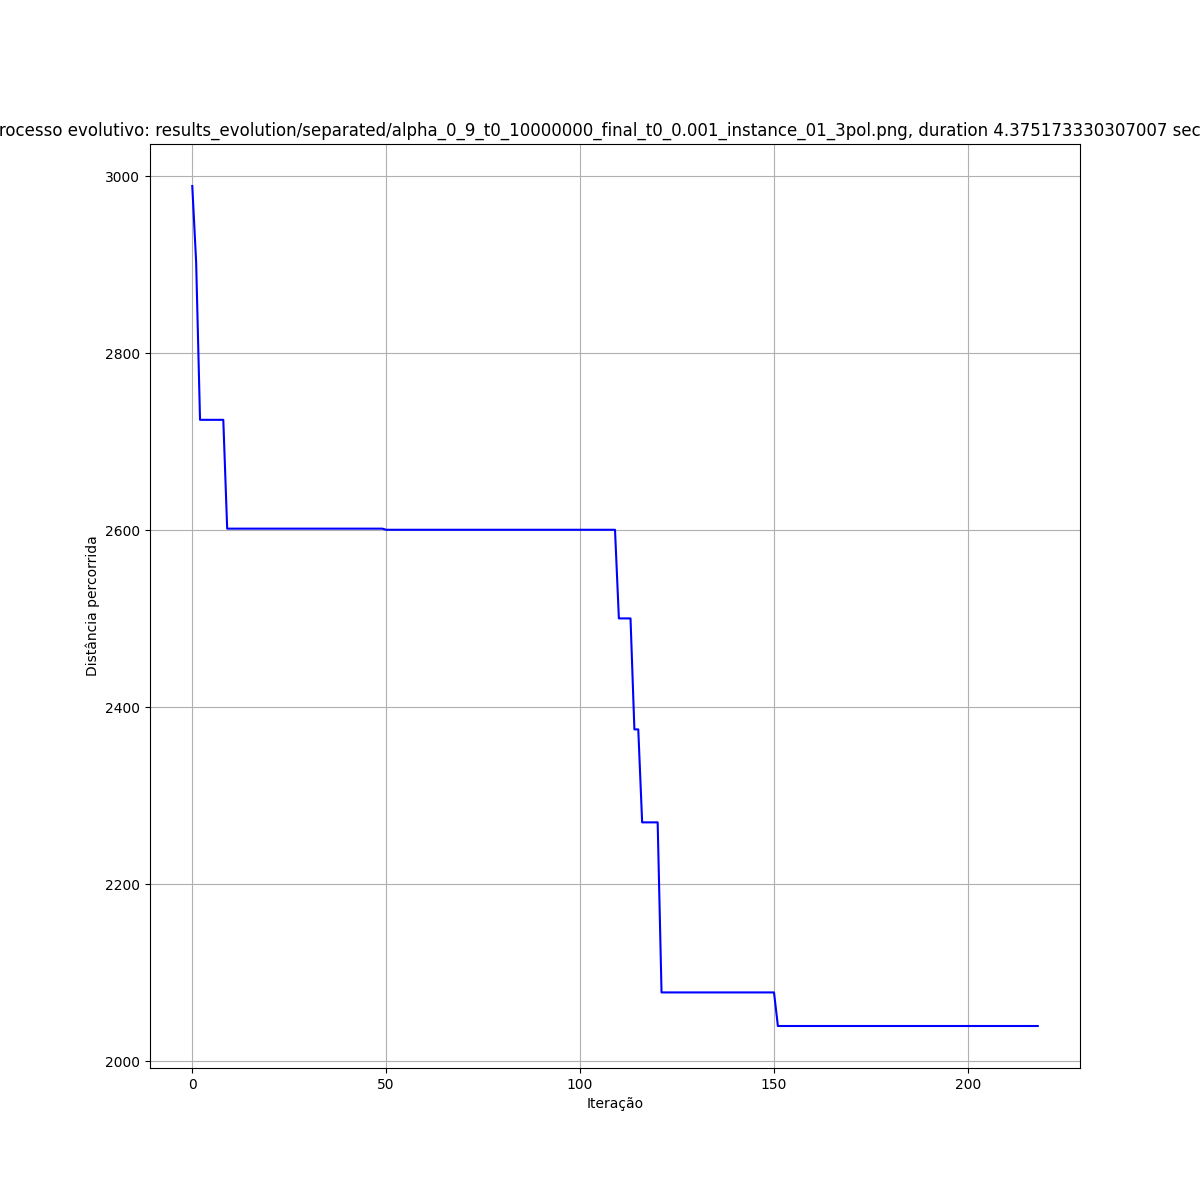 rocesso evolutivo: results_evolution/separated/alpha_0_9_t0_10000000_final_t0_0.001_instance_01_3pol.png, duration 4.375173330307007 sec
3000
2800
2600
2400
2200
2000
Distância percorrida
0 50 100 150 200
Iteração